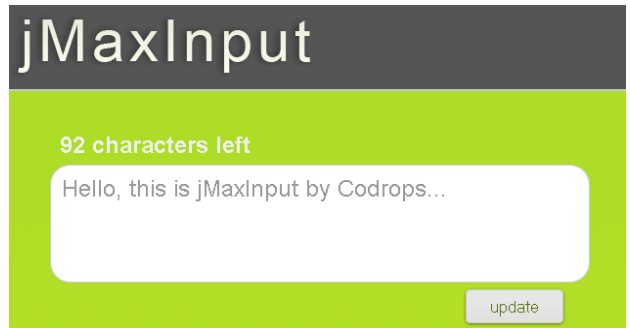 jMaxInput
92 characters left
Hello, this is jMaxInput by Codrops...
update